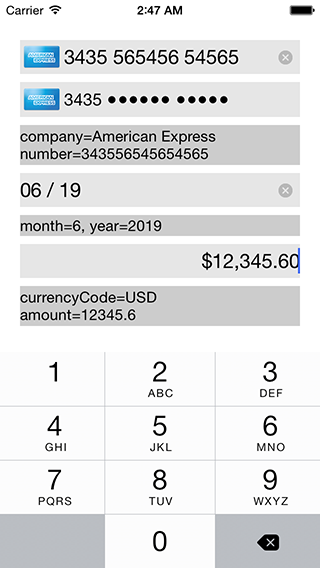 Carrier 2:47 AM
AMERICAN EXPRESS 3435 565456 54565
AMERICAN EXPRESS 3435 •••••• •••••
company=American Express
number=343556545654565
06 / 19
month=6, year=2019
$12,345.60
currencyCode=USD
amount=12345.6
1 2 3
ABC DEF
4 5 6
GHI JKL MNO
7 8 9
PQRS TUV WXYZ
0